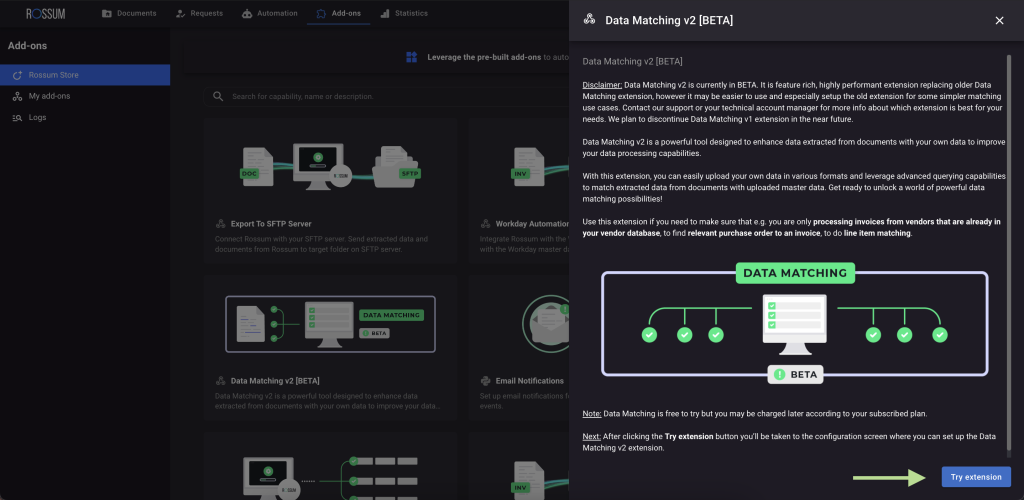 ROSSUM
Documents
Requests
Automation
Add-ons
Statistics
Add-ons
Rossum Store
My add-ons
Logs
Leverage the pre-built add-ons to auto
Search for capability, name or description
DOC
ROSSUM
SFTP
INV
Export To SFTP Server
Connect Rossum with your SFTP server. Send extracted data and
documents from Rossum to target folder on SFTP server.
Workday Automation
Integrate Rossum with the
with the Workday master d
DATA MATCHING
BETA
Data Matching v2 [BETA]
Data Matching v2 is a powerful tool designed to enhance data
extracted from documents with your own data to improve your data...
Email Notifications
Set up email notifications f
events.
ROSSUM
INV
Data Matching v2 [BETA]
Data Matching v2 [BETA]
Disclaimer: Data Matching v2 is currently in BETA. It is feature rich, highly performant extension replacing older Data
Matching extension, however it may be easier to use and especially setup the old extension for some simpler matching
use cases. Contact our support or your technical account manager for more info about which extension is best for your
needs. We plan to discontinue Data Matching v1 extension in the near future.
Data Matching v2 is a powerful tool designed to enhance data extracted from documents with your own data to improve
your data processing capabilities.
With this extension, you can easily upload your own data in various formats and leverage advanced querying capabilities
to match extracted data from documents with uploaded master data. Get ready to unlock a world of powerful data
matching possibilities!
Use this extension if you need to make sure that e.g. you are only processing invoices from vendors that are already in
your vendor database, to find relevant purchase order to an invoice, to do line item matching.
DATA MATCHING
BETA
Note: Data Matching is free to try but you may be charged later according to your subscribed plan.
Next: After clicking the Try extension button you'll be taken to the configuration screen where you can set up the Data
Matching v2 extension.
Try extension